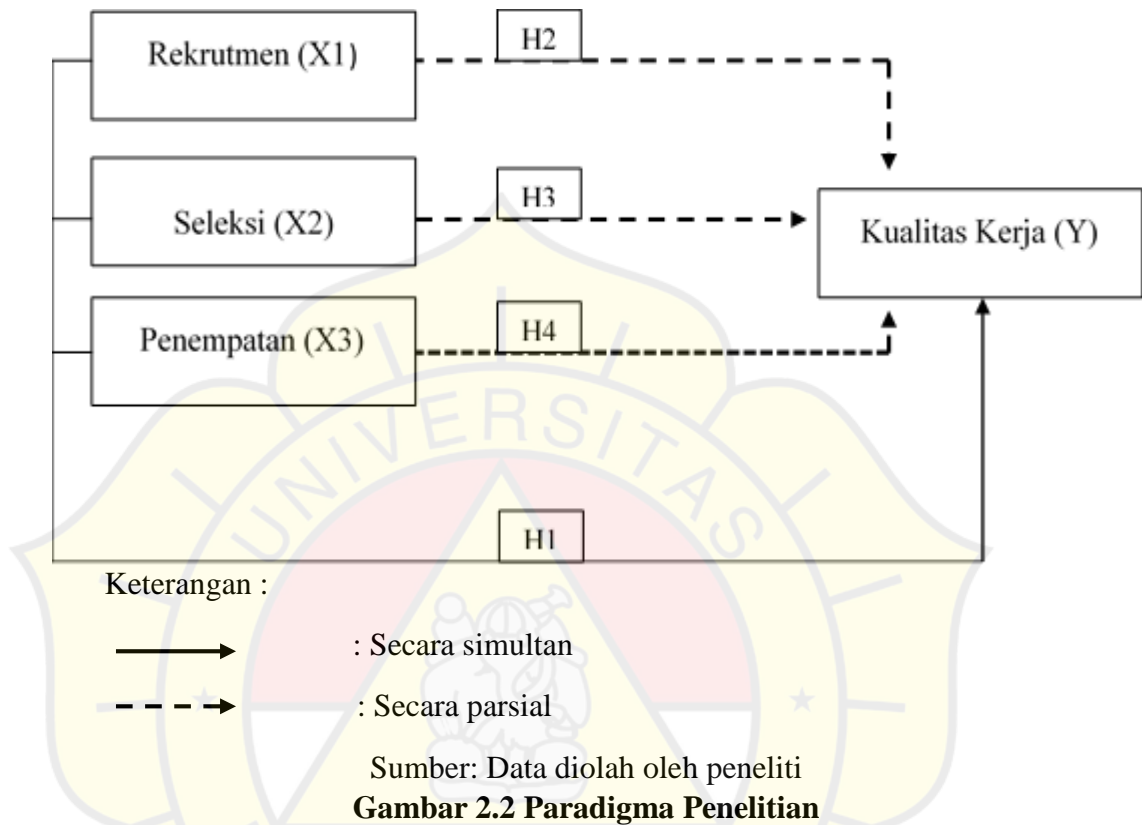 Rekrutmen (X1)
H2
Seleksi (X2)
H3
Kualitas Kerja (Y)
Penempatan (X3)
H4
UNIVERSITAS
H1
Keterangan :
: Secara simultan
: Secara parsial
Sumber: Data diolah oleh peneliti
Gambar 2.2 Paradigma Penelitian